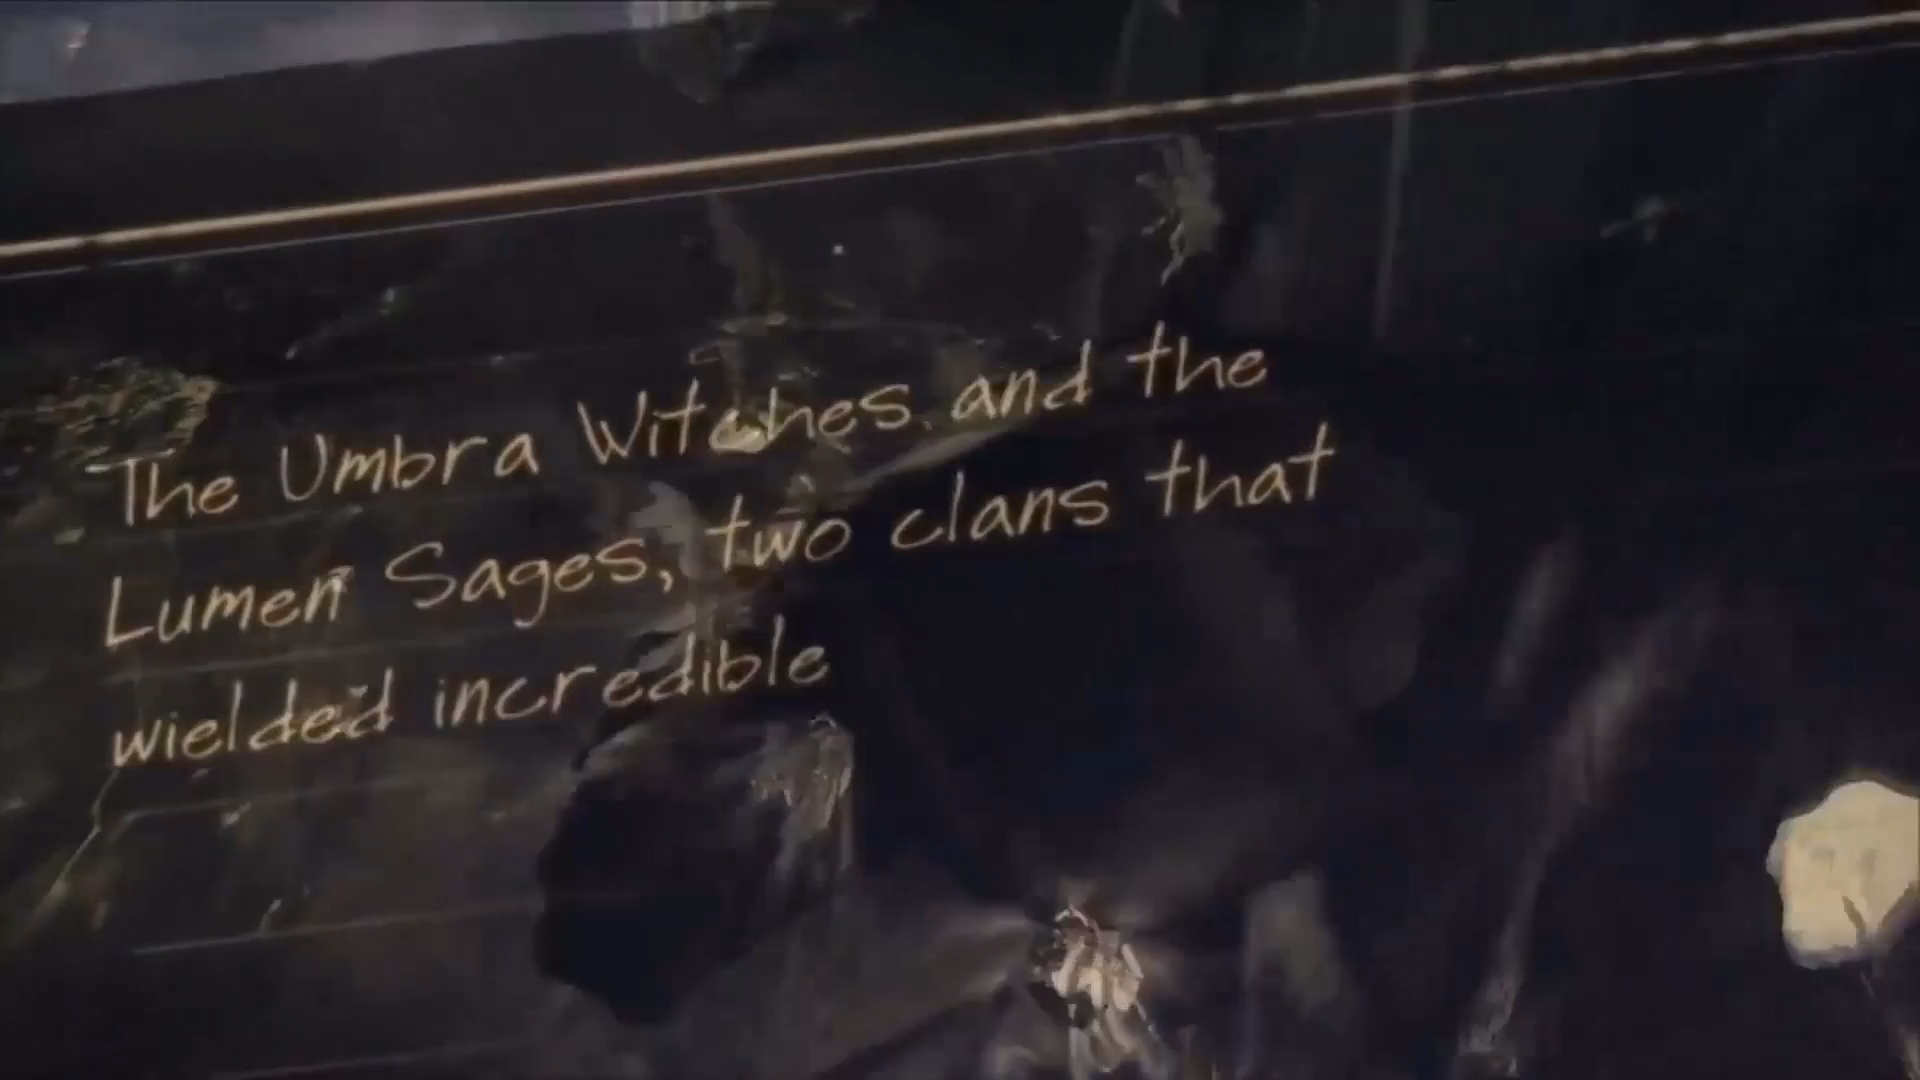 The Umbra Witches and the
Lumen Sages, two clans that
wielded incredible